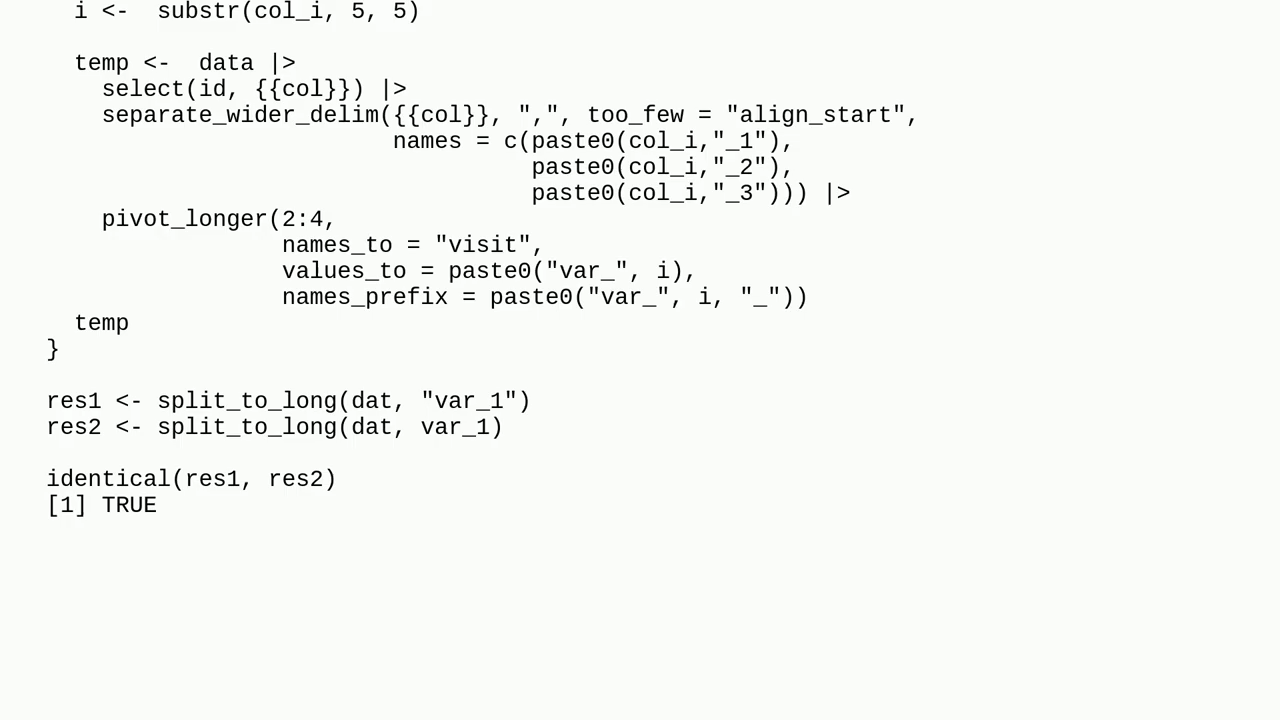 i <-  substr(col_i, 5, 5)
temp <-  data |>
select(id, {{col}}) |>
separate_wider_delim({{col}}, ",", too_few = "align_start",
names = c(paste0(col_i,"_1"),
paste0(col_i,"_2"),
paste0(col_i,"_3"))) |>
pivot_longer(2:4,
names_to = "visit",
values_to = paste0("var_", i),
names_prefix = paste0("var_", i, "_"))
temp
}
res1 <- split_to_long(dat, "var_1")
res2 <- split_to_long(dat, var_1)
identical(res1, res2)
[1] TRUE